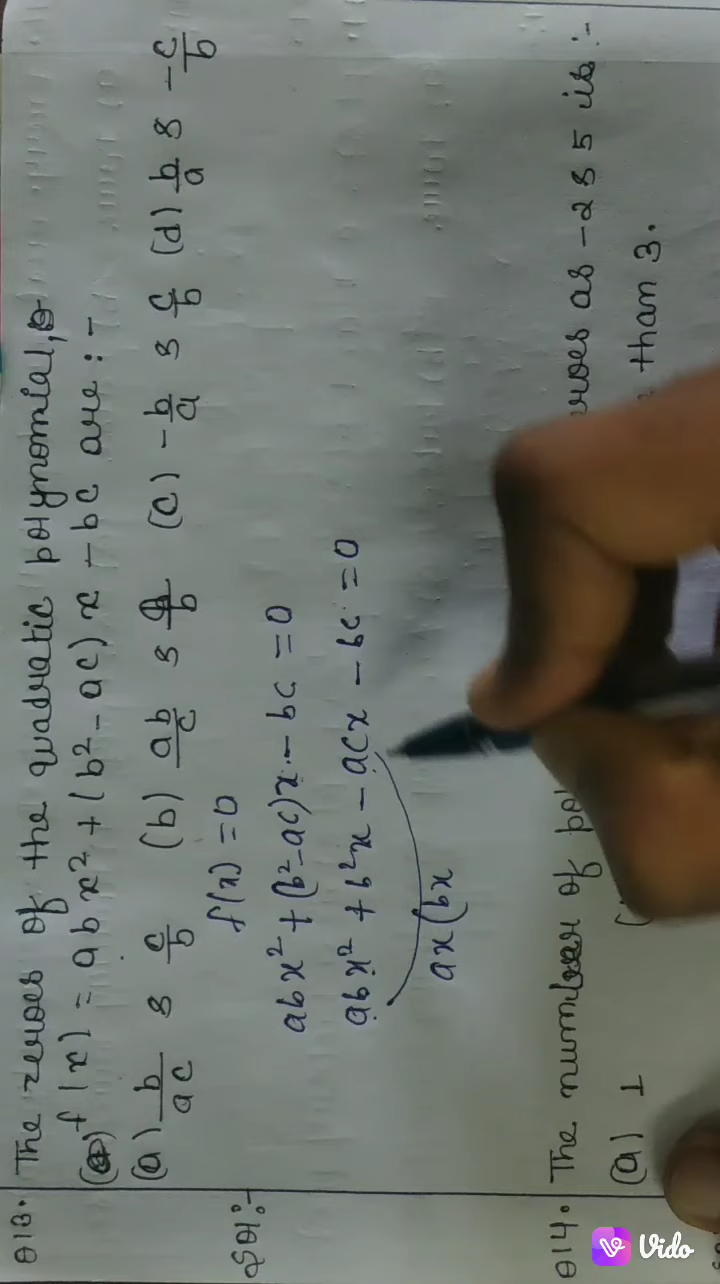 Q13. The zeroes of the quadratic polynomial,
f(x) = abx² + (b² - ac)x - bc are :-
(a) b/ac & c/b (b) ab/c & (c) -b/a & c/b (d) b/a & -c/b
Sol:- f(x) = 0
abx² + (b² - ac)x - bc = 0
abx² + b²x - acx - bc = 0
ax(bx
Q14. The number of po roes as -2 & 5 is :-
(a) 1 than 3.
Vido